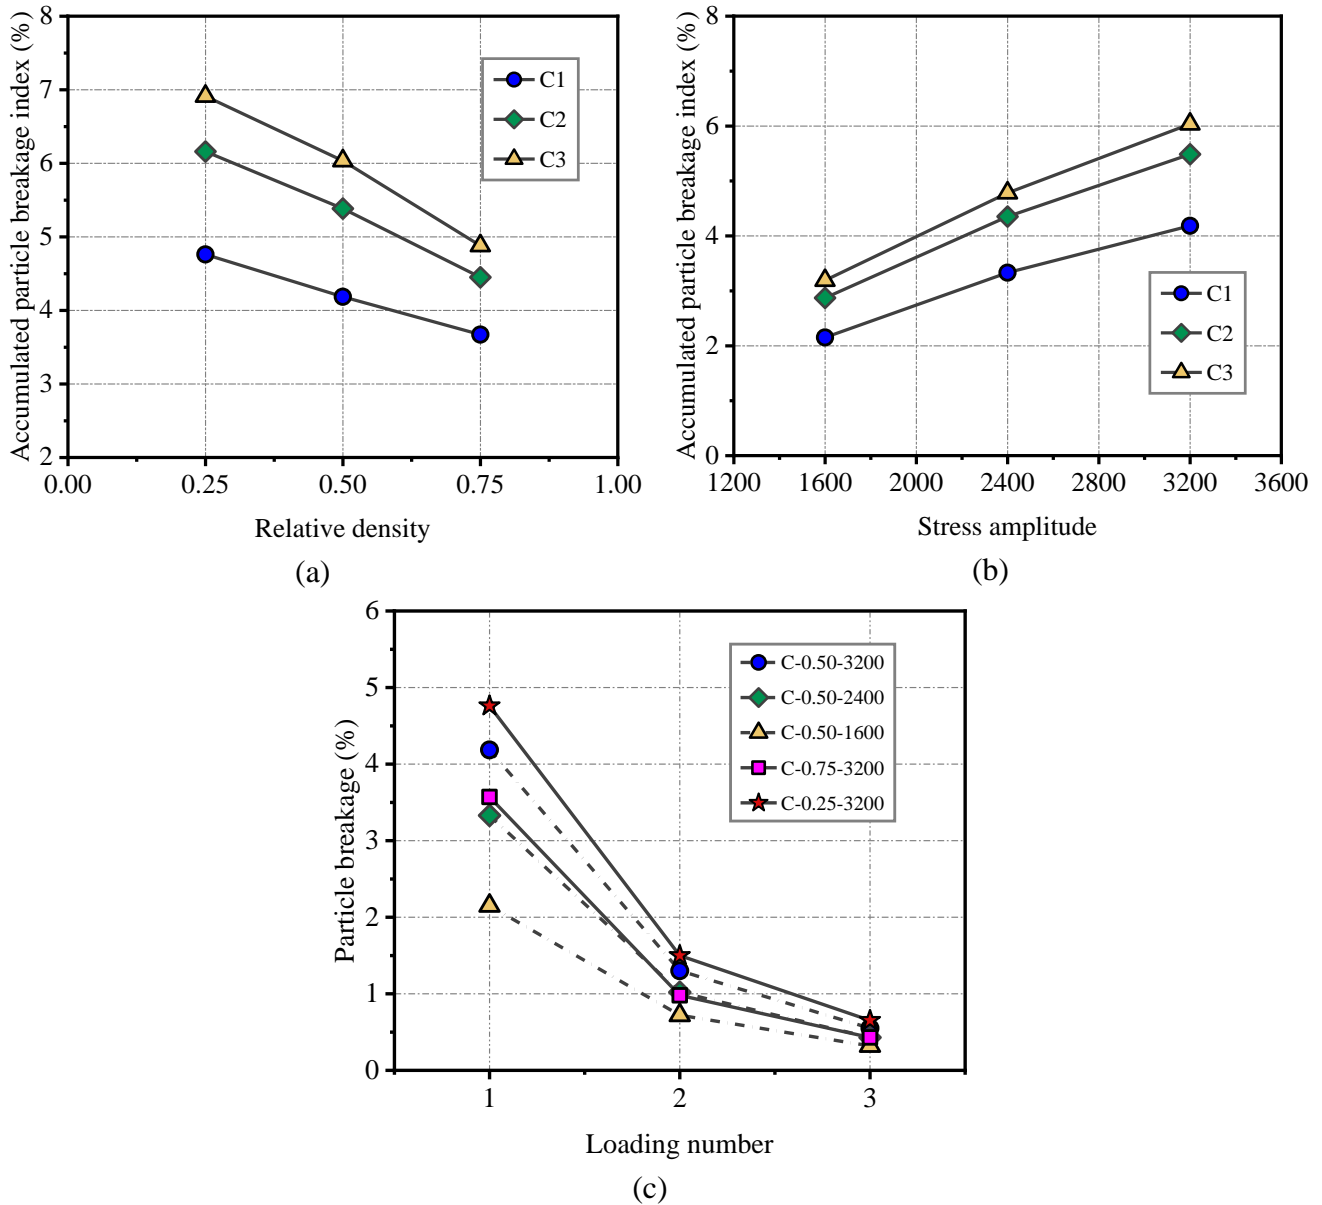 Accumulated particle breakage index (%)
8
7
6
5
4
3
2
0.00 0.25 0.50 0.75 1.00
Relative density
C1
C2
C3
(a)
Accumulated particle breakage index (%)
8
6
4
2
0
1200 1600 2000 2400 2800 3200 3600
Stress amplitude
C1
C2
C3
(b)
Particle breakage (%)
6
5
4
3
2
1
0
1 2 3
Loading number
C-0.50-3200
C-0.50-2400
C-0.50-1600
C-0.75-3200
C-0.25-3200
(c)